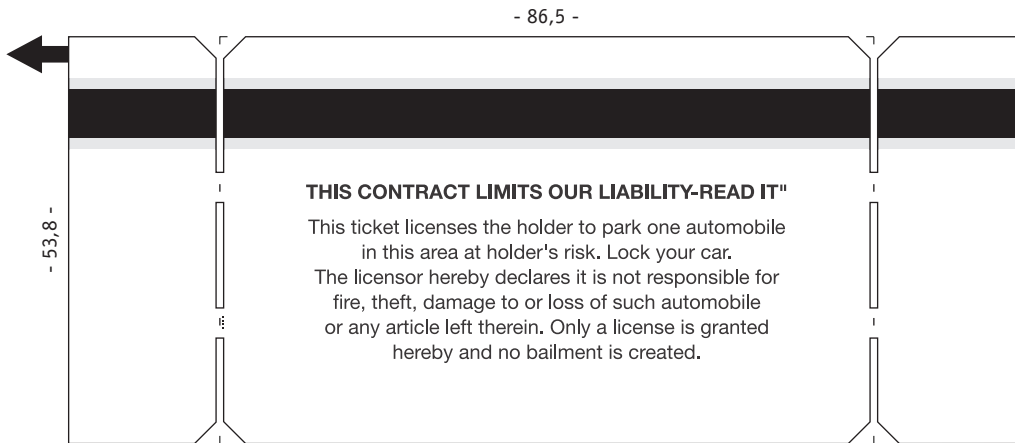 - 86,5 -
- 53,8 -
THIS CONTRACT LIMITS OUR LIABILITY-READ IT"
This ticket licenses the holder to park one automobile
in this area at holder's risk. Lock your car.
The licensor hereby declares it is not responsible for
fire, theft, damage to or loss of such automobile
or any article left therein. Only a license is granted
hereby and no bailment is created.